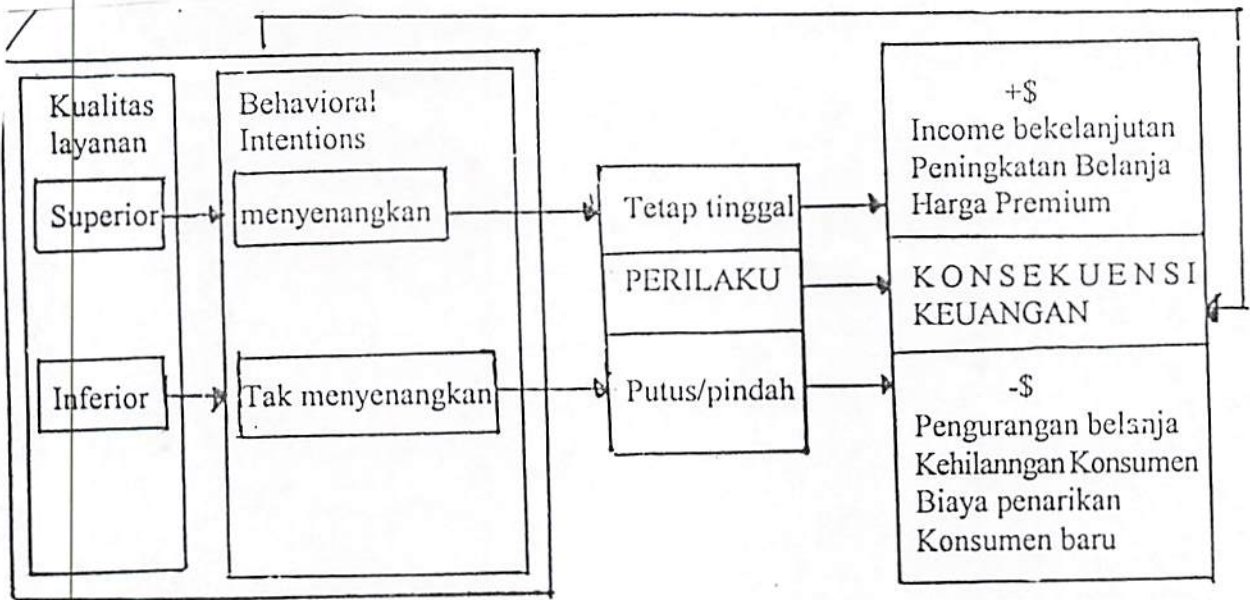 Kualitas
layanan
Superior
Inferior
Behavioral
Intentions
menyenangkan
Tak menyenangkan
Tetap tinggal
PERILAKU
Putus/pindah
+$
Income bekelanjutan
Peningkatan Belanja
Harga Premium
KONSEKUENSI
KEUANGAN
-$
Pengurangan belanja
Kehilanngan Konsumen
Biaya penarikan
Konsumen baru